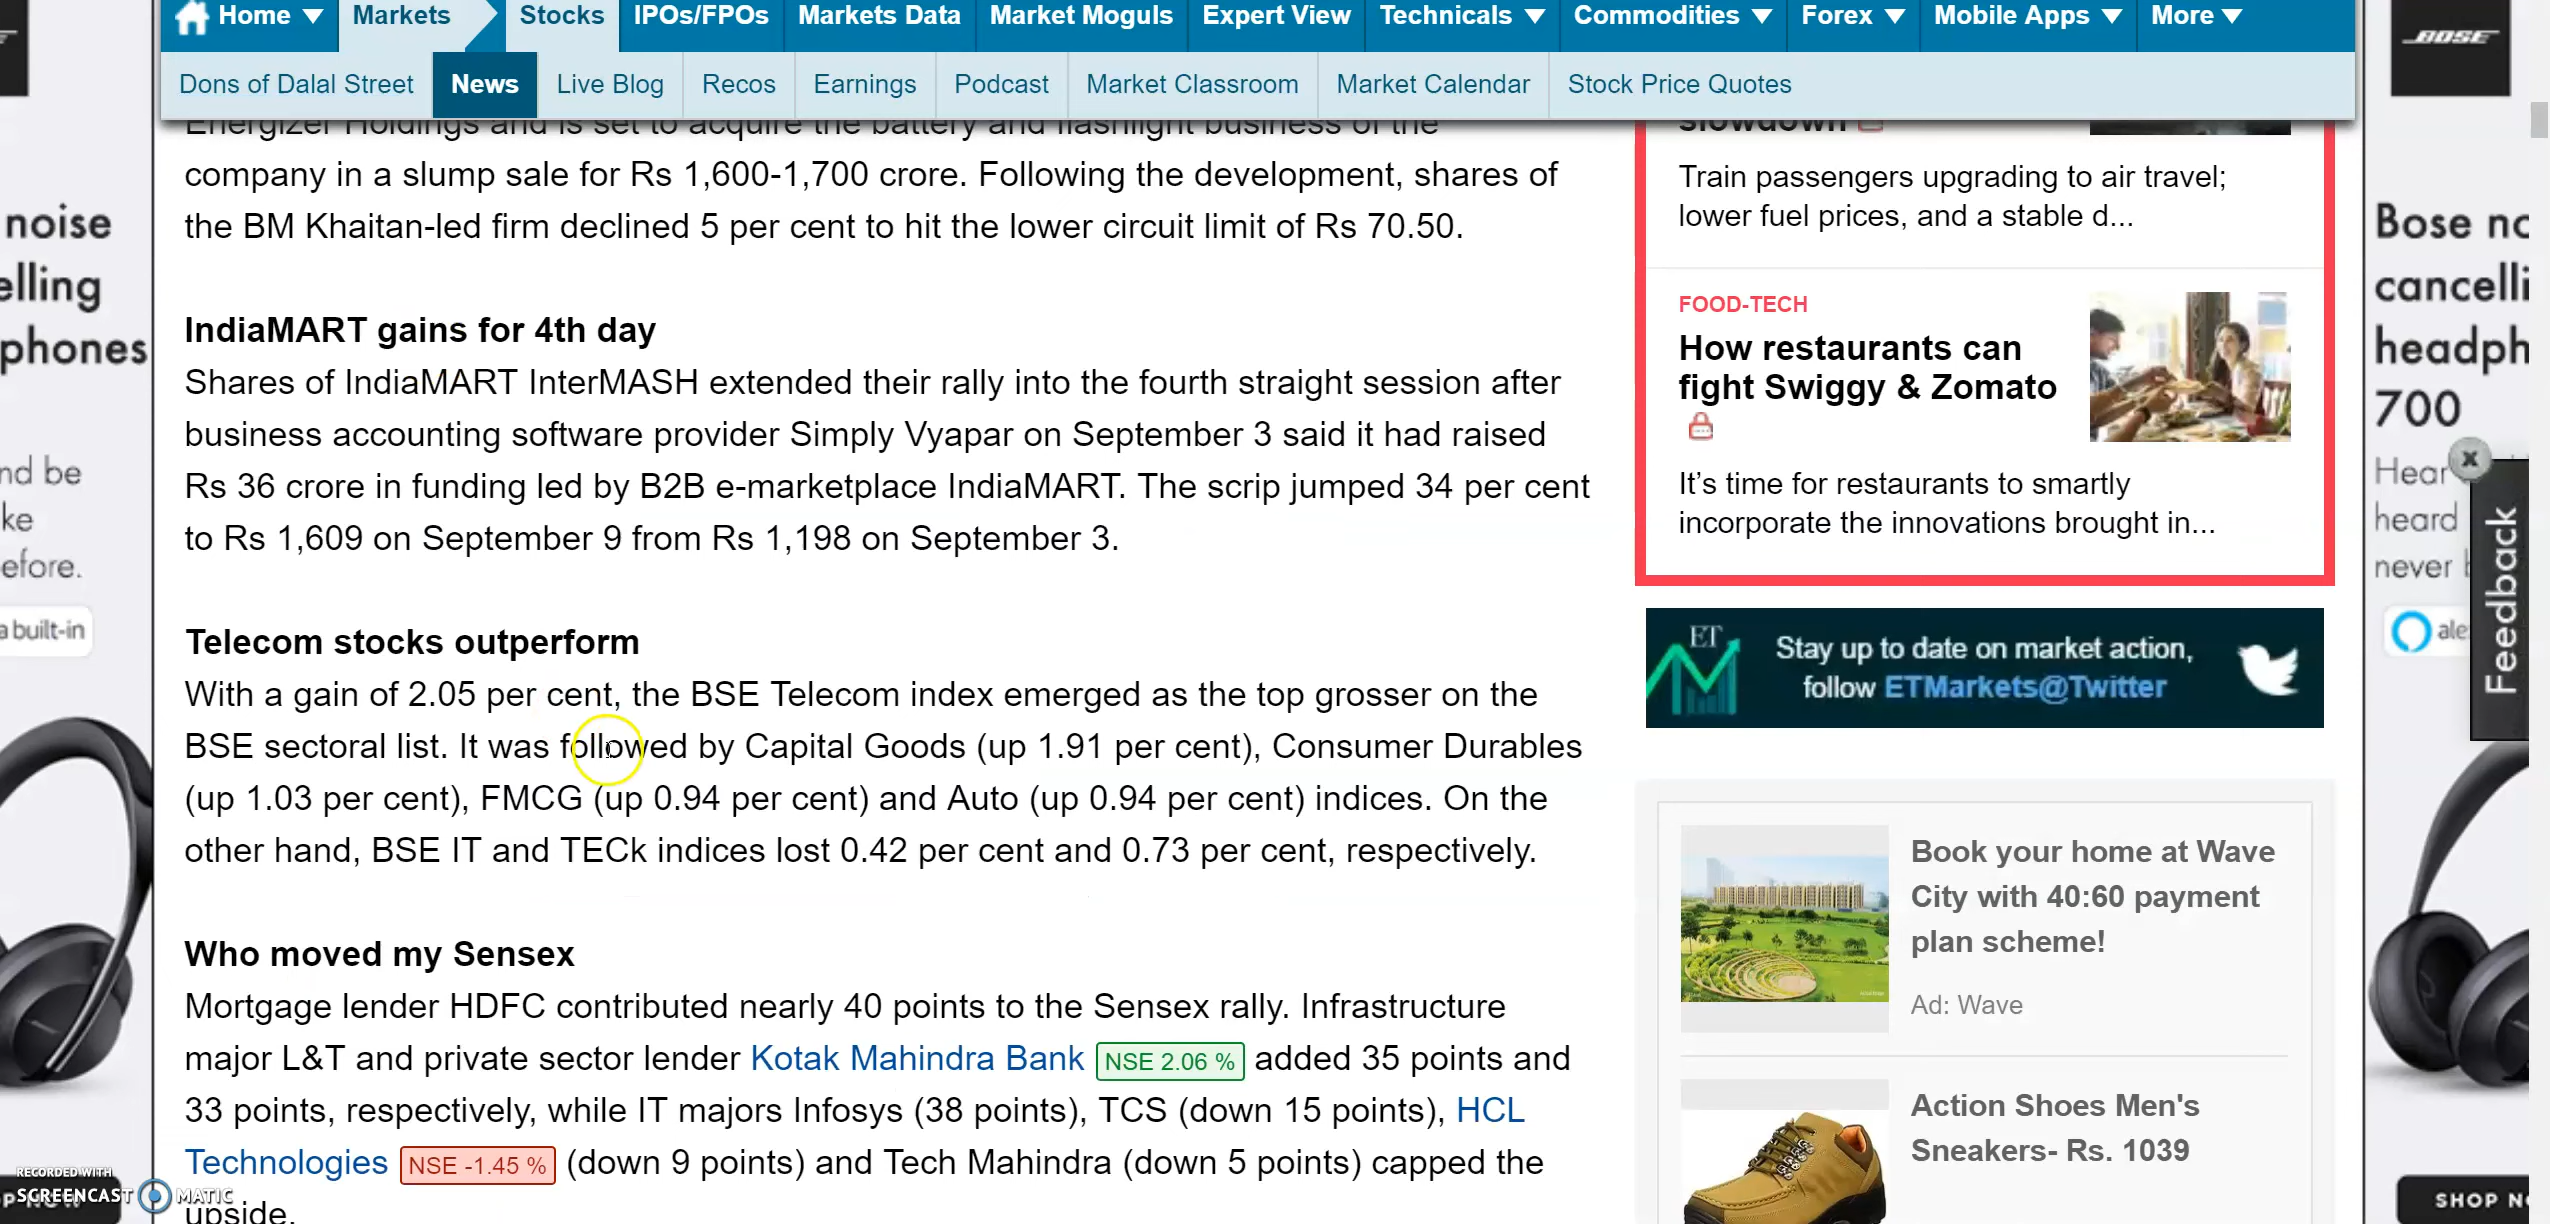 Home ▼ Markets Stocks IPOs/FPOs Markets Data Market Moguls Expert View Technicals ▼ Commodities ▼ Forex ▼ Mobile Apps ▼ More ▼
Dons of Dalal Street News Live Blog Recos Earnings Podcast Market Classroom Market Calendar Stock Price Quotes
Energizer Holdings and is set to acquire the battery and flashlight business of the
company in a slump sale for Rs 1,600-1,700 crore. Following the development, shares of
the BM Khaitan-led firm declined 5 per cent to hit the lower circuit limit of Rs 70.50.
IndiaMART gains for 4th day
Shares of IndiaMART InterMASH extended their rally into the fourth straight session after
business accounting software provider Simply Vyapar on September 3 said it had raised
Rs 36 crore in funding led by B2B e-marketplace IndiaMART. The scrip jumped 34 per cent
to Rs 1,609 on September 9 from Rs 1,198 on September 3.
Telecom stocks outperform
With a gain of 2.05 per cent, the BSE Telecom index emerged as the top grosser on the
BSE sectoral list. It was followed by Capital Goods (up 1.91 per cent), Consumer Durables
(up 1.03 per cent), FMCG (up 0.94 per cent) and Auto (up 0.94 per cent) indices. On the
other hand, BSE IT and TECk indices lost 0.42 per cent and 0.73 per cent, respectively.
Who moved my Sensex
Mortgage lender HDFC contributed nearly 40 points to the Sensex rally. Infrastructure
major L&T and private sector lender Kotak Mahindra Bank NSE 2.06 % added 35 points and
33 points, respectively, while IT majors Infosys (38 points), TCS (down 15 points), HCL
Technologies NSE -1.45 % (down 9 points) and Tech Mahindra (down 5 points) capped the
upside.
slowdown
Train passengers upgrading to air travel;
lower fuel prices, and a stable d...
FOOD-TECH
How restaurants can
fight Swiggy & Zomato
It's time for restaurants to smartly
incorporate the innovations brought in...
ET
Stay up to date on market action,
follow ETMarkets@Twitter
Book your home at Wave
City with 40:60 payment
plan scheme!
Ad: Wave
Action Shoes Men's
Sneakers- Rs. 1039
noise
elling
phones
nd be
ke
efore.
a built-in
RECORDED WITH
SCREENCAST MATIC
BOSE
Bose no
cancelli
headph
700
Hear
heard
never
ale
x
Feedback
SHOP N